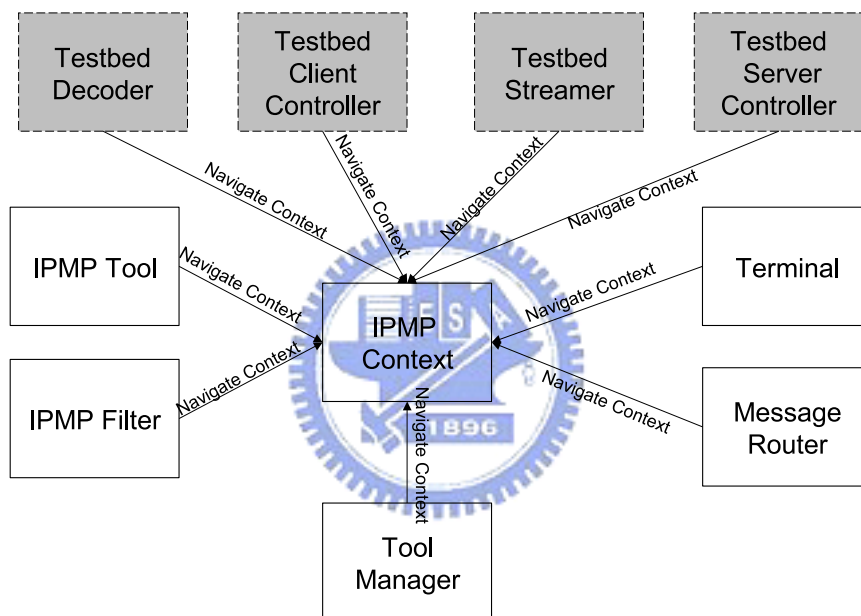 Testbed
Decoder
Testbed
Client
Controller
Testbed
Streamer
Testbed
Server
Controller
Navigate Context
Navigate Context
Navigate Context
Navigate Context
IPMP Tool
Navigate Context
IPMP
Context
Navigate Context
Terminal
IPMP Filter
Navigate Context
Navigate Context
Message
Router
Navigate Context
Tool
Manager
E S A
1896